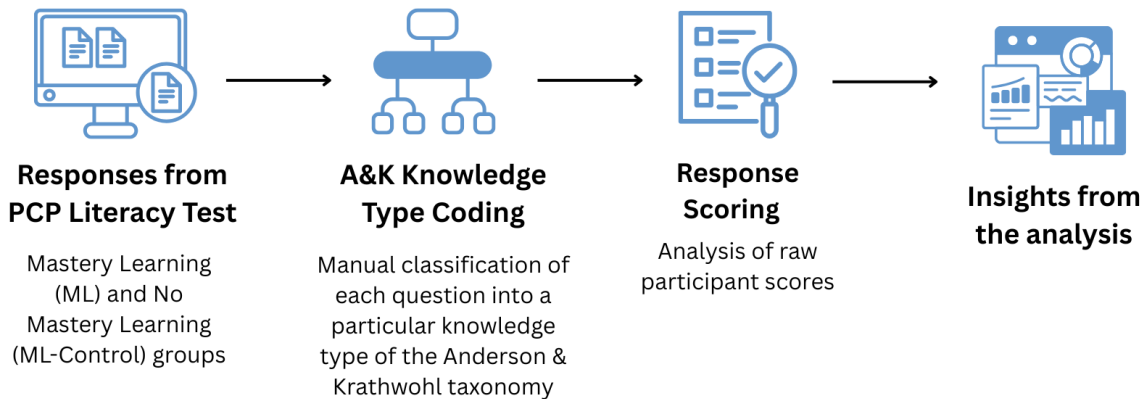 Responses from
PCP Literacy Test
Mastery Learning
(ML) and No
Mastery Learning
(ML-Control) groups
A&K Knowledge
Type Coding
Manual classification of
each question into a
particular knowledge
type of the Anderson &
Krathwohl taxonomy
Response
Scoring
Analysis of raw
participant scores
Insights from
the analysis